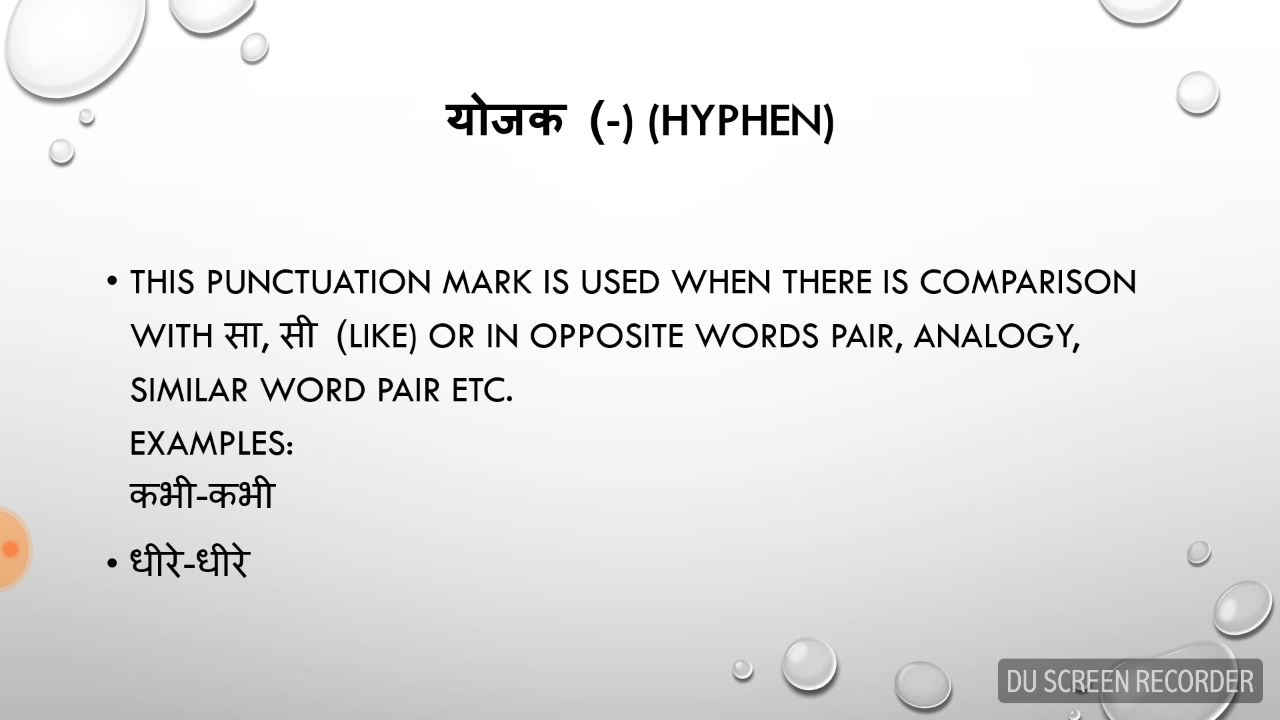 योजक (-) (HYPHEN)
• THIS PUNCTUATION MARK IS USED WHEN THERE IS COMPARISON
WITH सा, सी (LIKE) OR IN OPPOSITE WORDS PAIR, ANALOGY,
SIMILAR WORD PAIR ETC.
EXAMPLES:
कभी-कभी
• धीरे-धीरे
DU SCREEN RECORDER